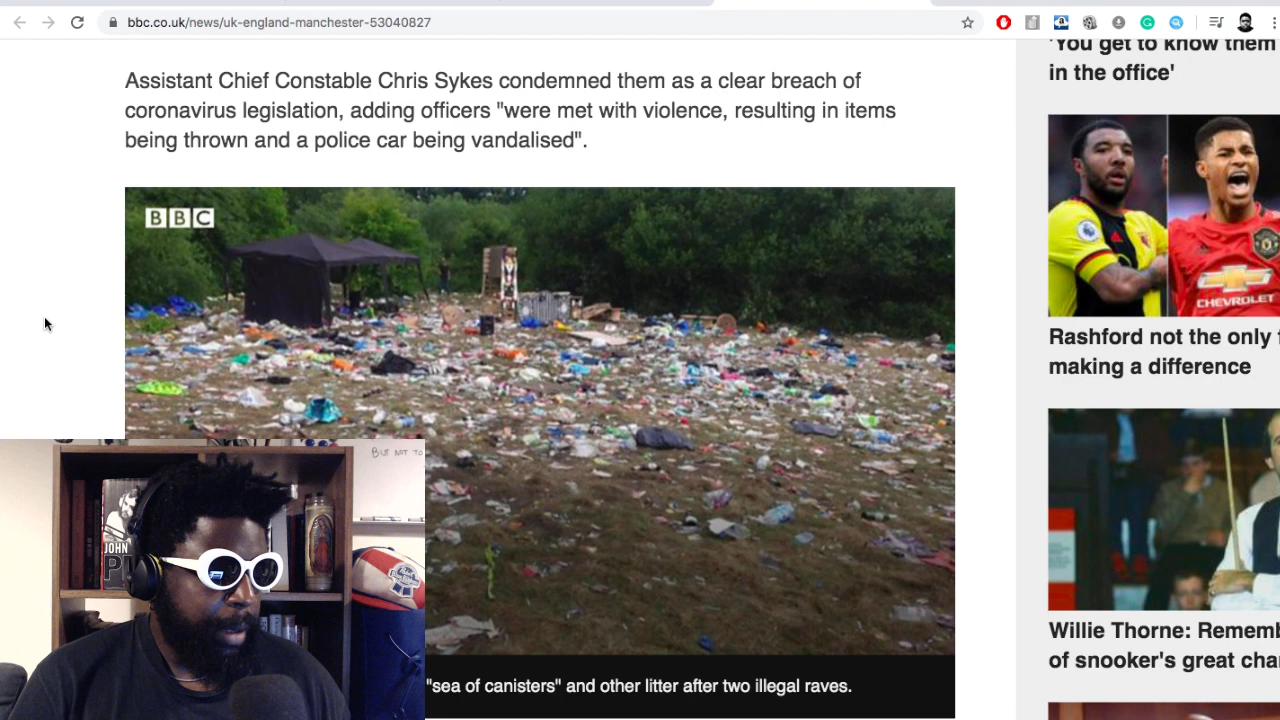 bbc.co.uk/news/uk-england-manchester-53040827
Assistant Chief Constable Chris Sykes condemned them as a clear breach of
coronavirus legislation, adding officers "were met with violence, resulting in items
being thrown and a police car being vandalised".
BBC
"sea of canisters" and other litter after two illegal raves.
'You get to know them
in the office'
CHEVROLET
Rashford not the only
making a difference
Willie Thorne: Rememb
of snooker's great cha
BUT NOT TO
JOHN